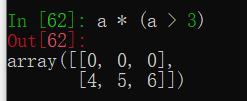 In [62]: a * (a > 3)
Out[62]:
array([[0, 0, 0],
       [4, 5, 6]])